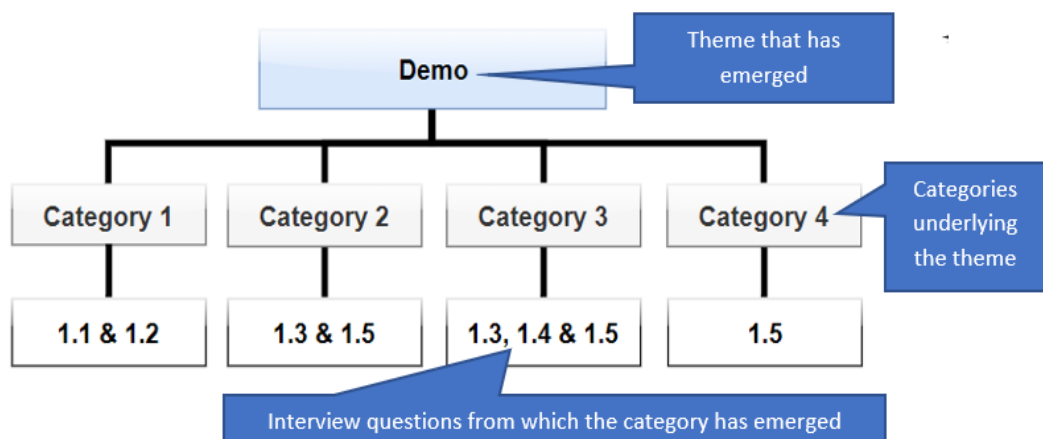 Theme that has
emerged
Demo
Category 1
Category 2
Category 3
Category 4
Categories
underlying
the theme
1.1 & 1.2
1.3 & 1.5
1.3, 1.4 & 1.5
1.5
Interview questions from which the category has emerged